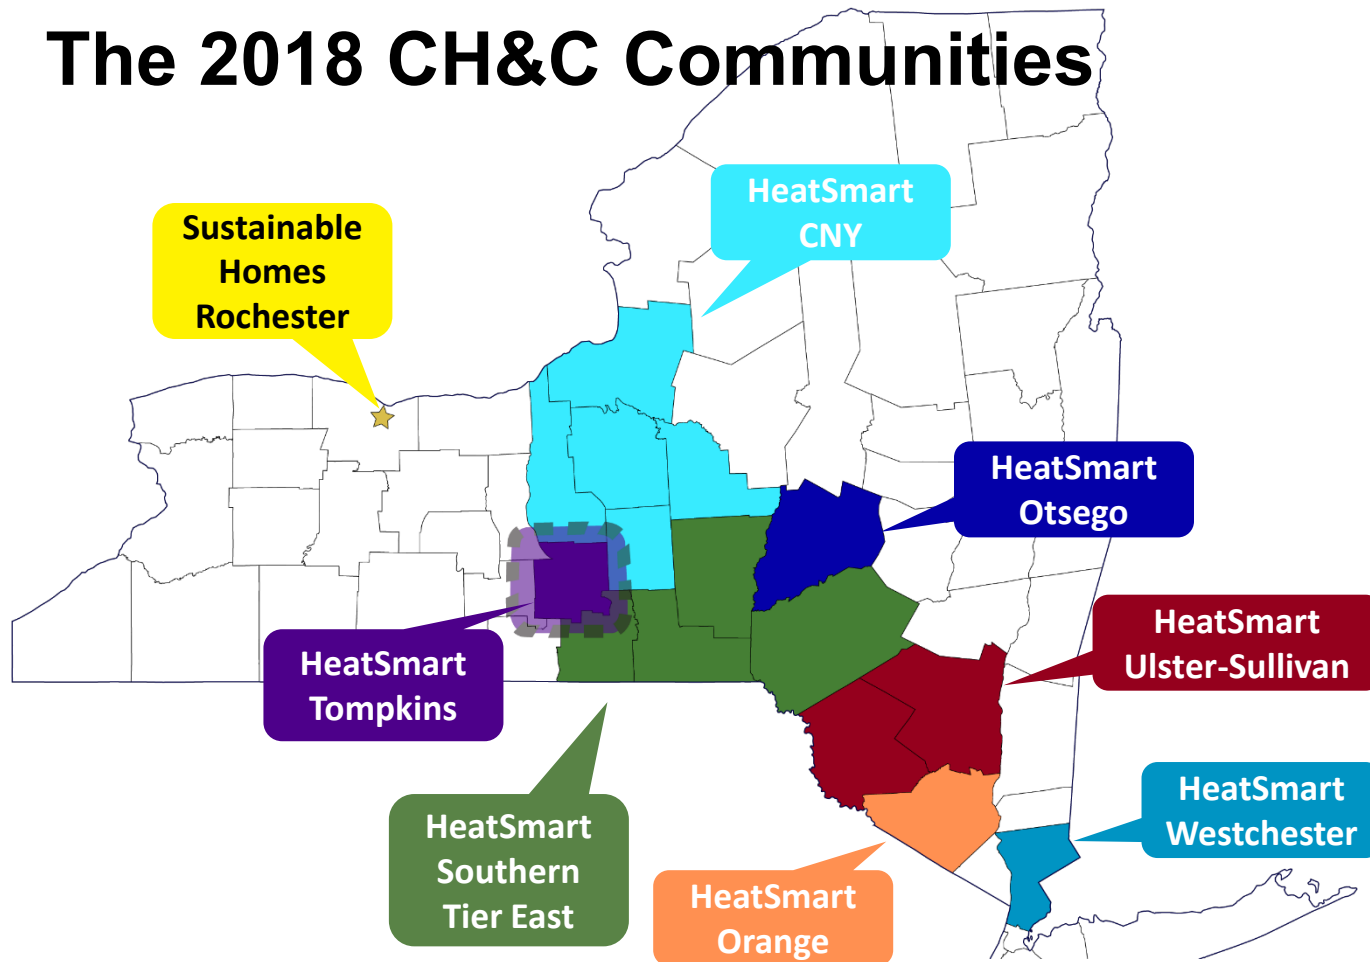 The 2018 CH&C Communities
HeatSmart
CNY
Sustainable
Homes
Rochester
HeatSmart
Otsego
HeatSmart
Ulster-Sullivan
HeatSmart
Tompkins
HeatSmart
Westchester
HeatSmart
Southern
Tier East
HeatSmart
Orange